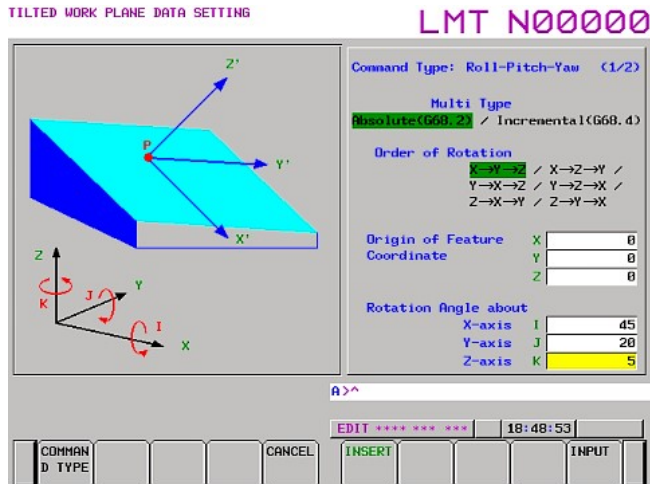 TILTED WORK PLANE DATA SETTING
LMT N00000
Command Type: Roll-Pitch-Yaw (1/2)
Multi Type
Absolute(G68.2) / Incremental(G68.4)
Order of Rotation
X→Y→Z / X→Z→Y /
Y→X→Z / Y→Z→X /
Z→X→Y / Z→Y→X
Origin of Feature X 0
Coordinate Y 0
Z 0
Rotation Angle about
X-axis I 45
Y-axis J 20
Z-axis K 5
Z'
P
Y'
X'
Z
Y
J
K
I
X
A>^
EDIT **** *** *** 18:48:53
COMMAN
D TYPE
CANCEL
INSERT
INPUT